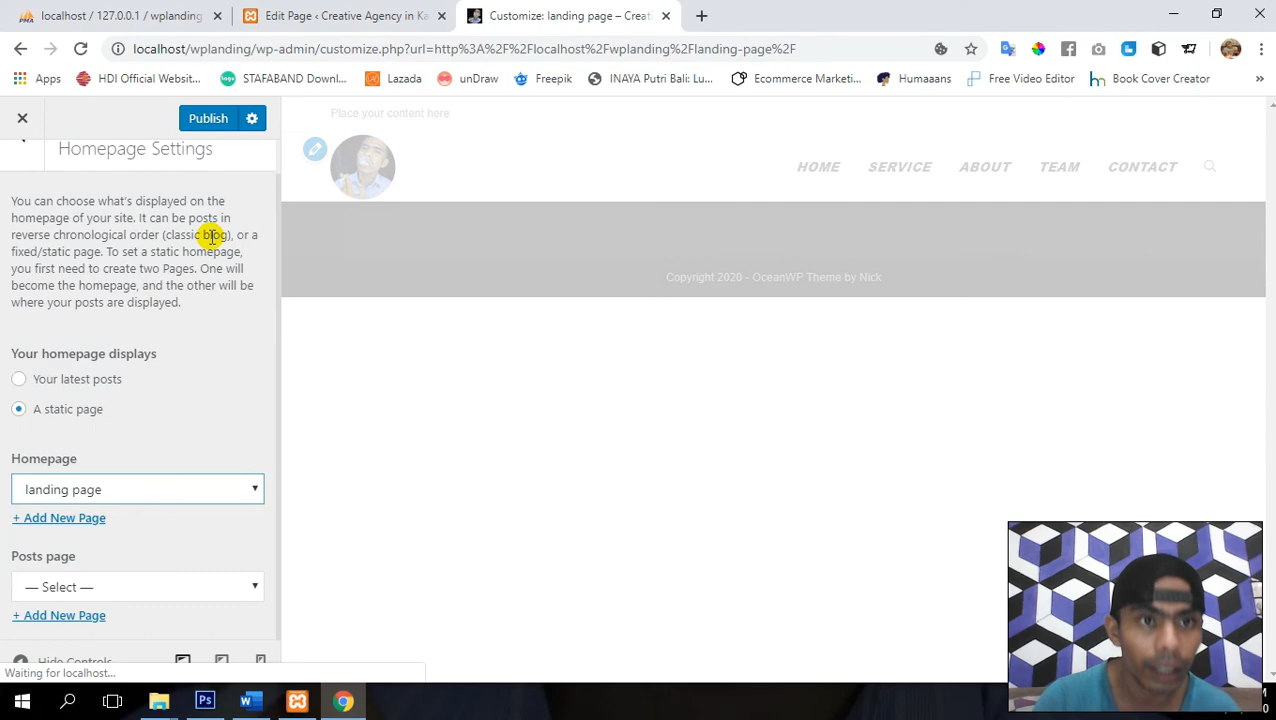 localhost / 127.0.0.1 / wplanding
Edit Page ‹ Creative Agency in Ka
Customize: landing page – Creati
localhost/wplanding/wp-admin/customize.php?url=http%3A%2F%2Flocalhost%2Fwplanding%2Flanding-page%2F
Apps
HDI Official Websit...
STAFABAND Downl...
Lazada
unDraw
Freepik
INAYA Putri Bali: Lu...
Ecommerce Marketi...
Humaaans
Free Video Editor
Book Cover Creator
»
Publish
Homepage Settings
You can choose what's displayed on the
homepage of your site. It can be posts in
reverse chronological order (classic blog), or a
fixed/static page. To set a static homepage,
you first need to create two Pages. One will
become the homepage, and the other will be
where your posts are displayed.
Your homepage displays
Your latest posts
A static page
Homepage
landing page
+ Add New Page
Posts page
— Select —
+ Add New Page
Hide Controls
Waiting for localhost...
Place your content here
HOME SERVICE ABOUT TEAM CONTACT
Copyright 2020 - OceanWP Theme by Nick